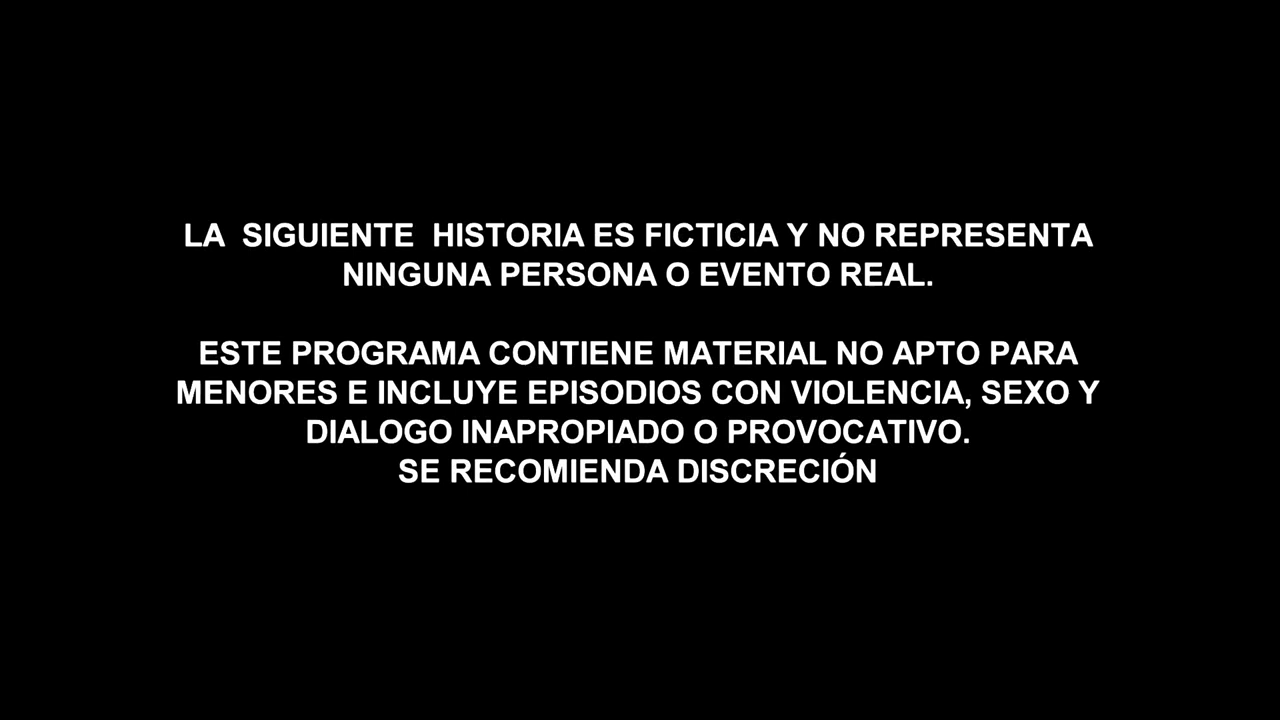 LA SIGUIENTE HISTORIA ES FICTICIA Y NO REPRESENTA
NINGUNA PERSONA O EVENTO REAL.
ESTE PROGRAMA CONTIENE MATERIAL NO APTO PARA
MENORES E INCLUYE EPISODIOS CON VIOLENCIA, SEXO Y
DIALOGO INAPROPIADO O PROVOCATIVO.
SE RECOMIENDA DISCRECIÓN